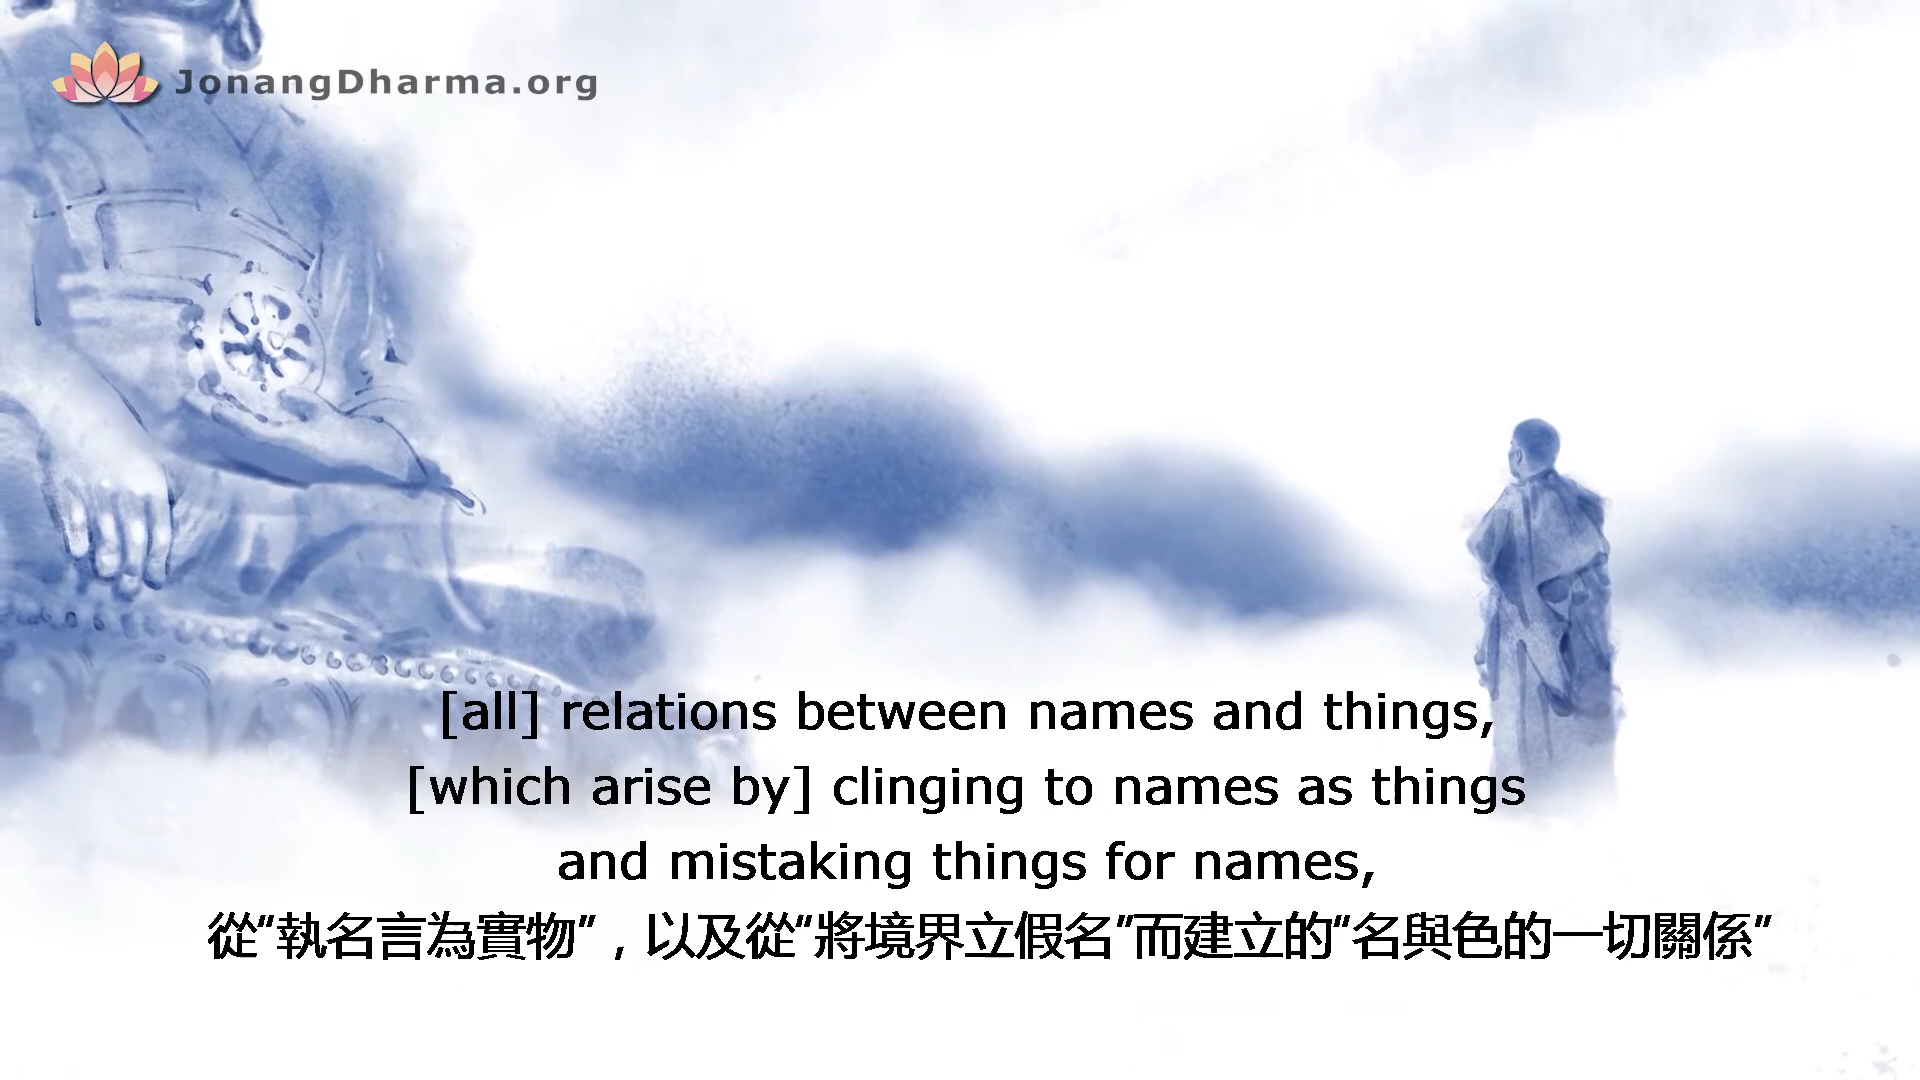 JonangDharma.org
[all] relations between names and things,
[which arise by] clinging to names as things
and mistaking things for names,
從“執名言為實物”，以及從“將境界立假名”而建立的“名與色的一切關係”